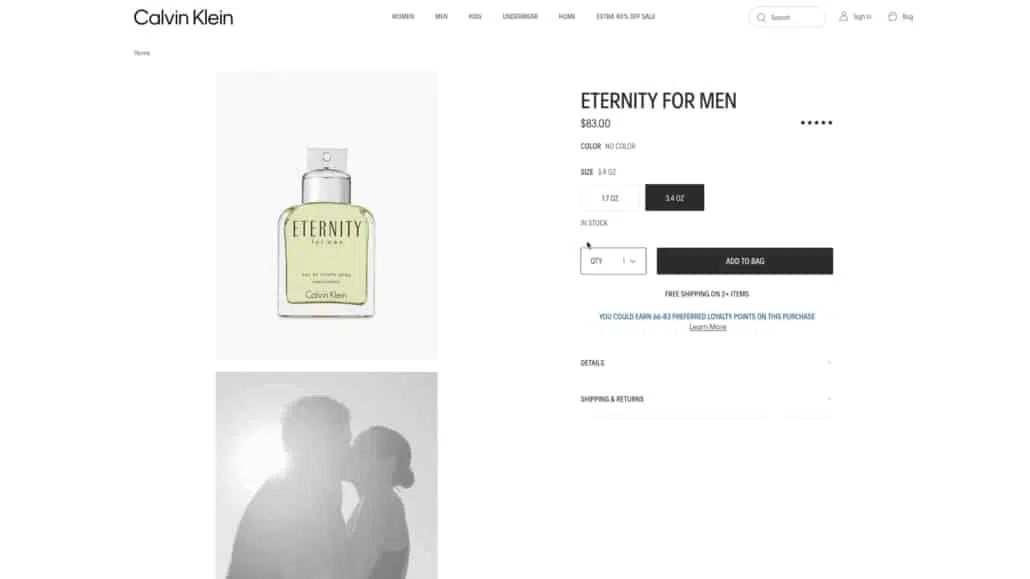 Calvin Klein
WOMEN MEN KIDS UNDERWEAR HOME EXTRA 40% OFF SALE
Search
Sign In
Bag
Home
ETERNITY FOR MEN
$83.00
COLOR NO COLOR
SIZE 3.4 OZ
1.7 OZ 3.4 OZ
IN STOCK
QTY 1
ADD TO BAG
FREE SHIPPING ON 2+ ITEMS
YOU COULD EARN 66-83 PREFERRED LOYALTY POINTS ON THIS PURCHASE
Learn More
DETAILS
SHIPPING & RETURNS
ETERNITY
for men
EAU DE TOILETTE SPRAY
Calvin Klein